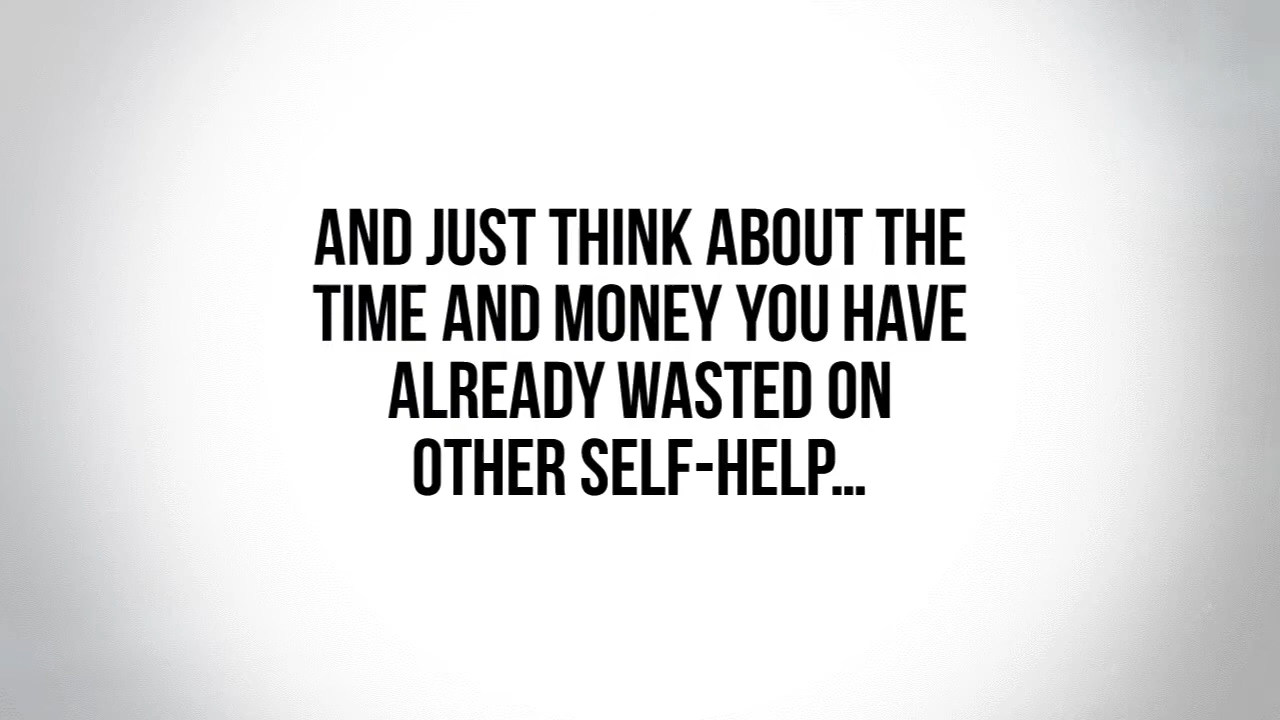 AND JUST THINK ABOUT THE
TIME AND MONEY YOU HAVE
ALREADY WASTED ON
OTHER SELF-HELP...